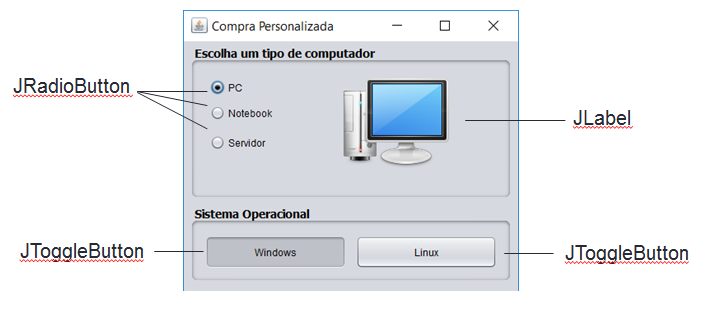 Compra Personalizada
Escolha um tipo de computador
JRadioButton
PC
Notebook
Servidor
JLabel
Sistema Operacional
JToggleButton
Windows
Linux
JToggleButton